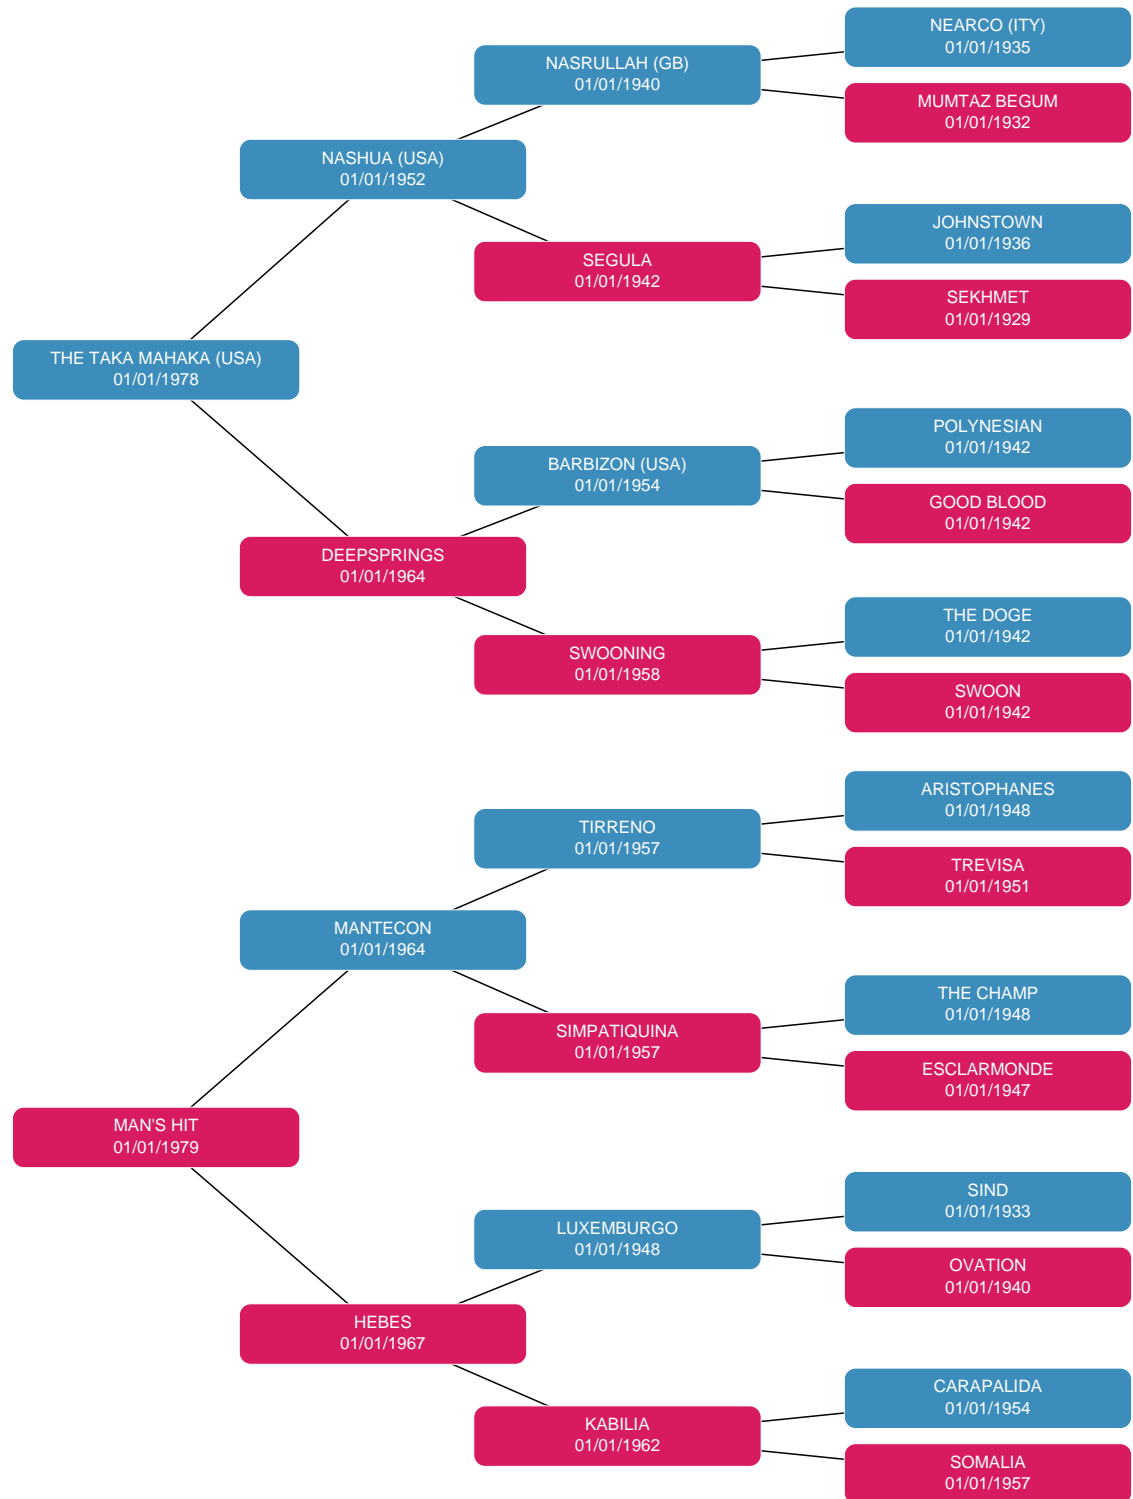 NEARCO (ITY)
01/01/1935
NASRULLAH (GB)
01/01/1940
MUMTAZ BEGUM
01/01/1932
NASHUA (USA)
01/01/1952
JOHNSTOWN
01/01/1936
SEGULA
01/01/1942
SEKHMET
01/01/1929
THE TAKA MAHAKA (USA)
01/01/1978
POLYNESIAN
01/01/1942
BARBIZON (USA)
01/01/1954
GOOD BLOOD
01/01/1942
DEEPSPRINGS
01/01/1964
THE DOGE
01/01/1942
SWOONING
01/01/1958
SWOON
01/01/1942
ARISTOPHANES
01/01/1948
TIRRENO
01/01/1957
TREVISA
01/01/1951
MANTECON
01/01/1964
THE CHAMP
01/01/1948
SIMPATIQUINA
01/01/1957
ESCLARMONDE
01/01/1947
MAN'S HIT
01/01/1979
SIND
01/01/1933
LUXEMBURGO
01/01/1948
OVATION
01/01/1940
HEBES
01/01/1967
CARAPALIDA
01/01/1954
KABILIA
01/01/1962
SOMALIA
01/01/1957